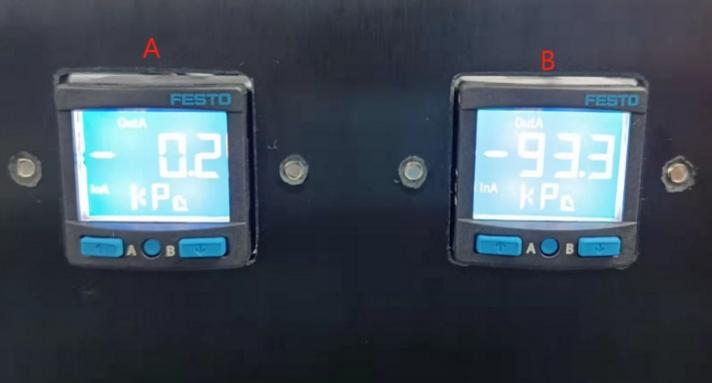 A
FESTO
OutA
- 0.2
InA
kPa
A B
B
FESTO
OutA
-93.3
InA
kPa
A B